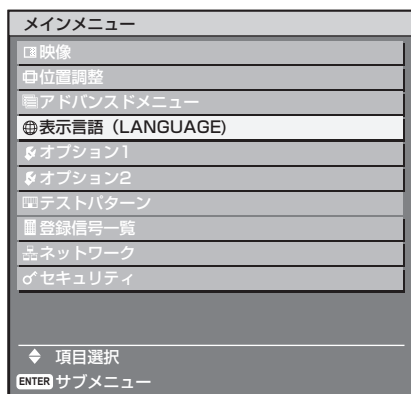 メインメニュー
映像
位置調整
アドバンスドメニュー
表示言語（LANGUAGE)
オプション1
オプション2
テストパターン
登録信号一覧
ネットワーク
セキュリティ
項目選択
ENTER サブメニュー